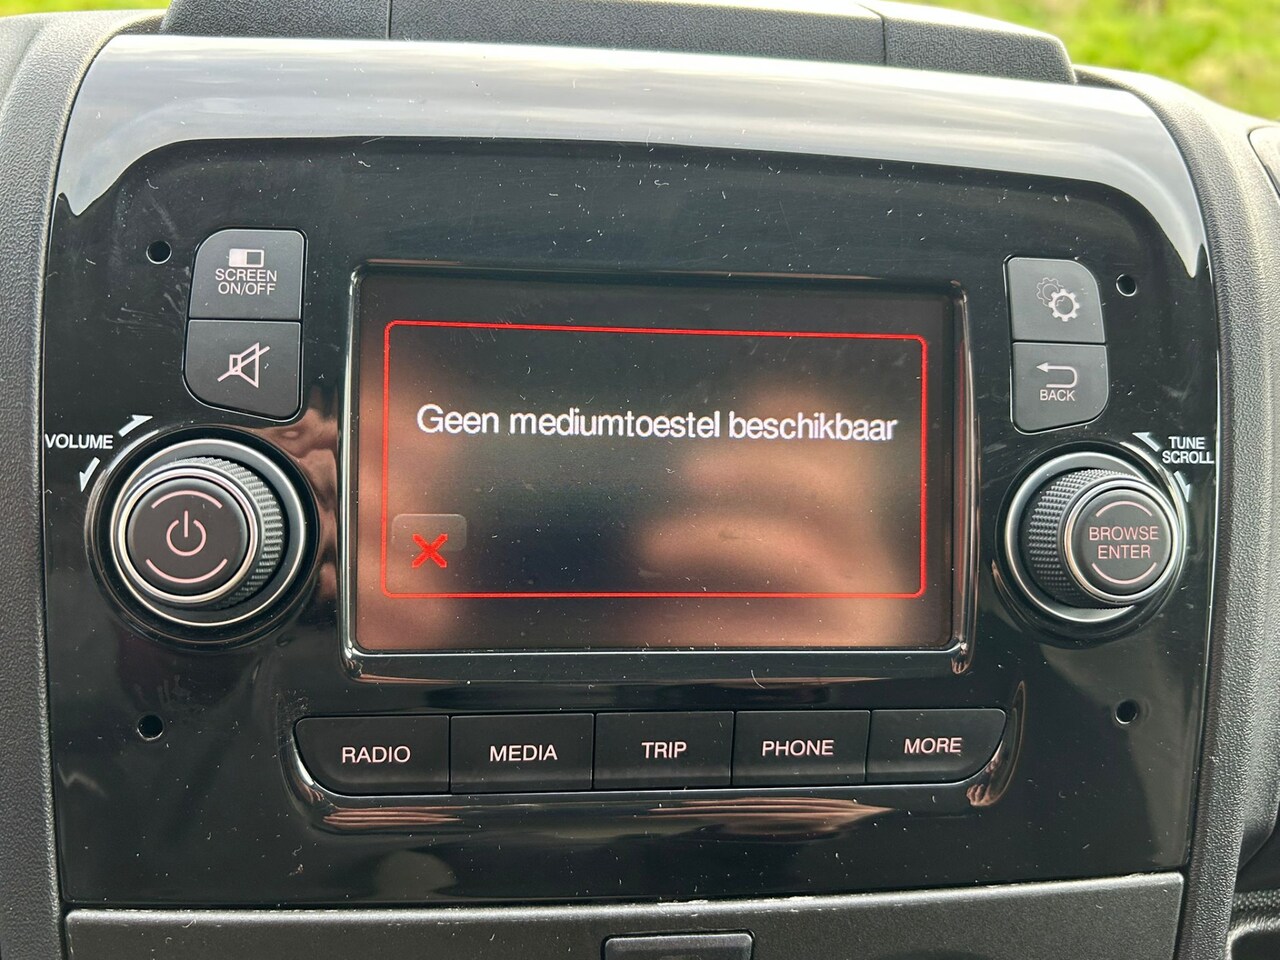 SCREEN
ON/OFF
VOLUME
Geen mediumtoestel beschikbaar
BACK
TUNE
SCROLL
BROWSE
ENTER
RADIO
MEDIA
TRIP
PHONE
MORE